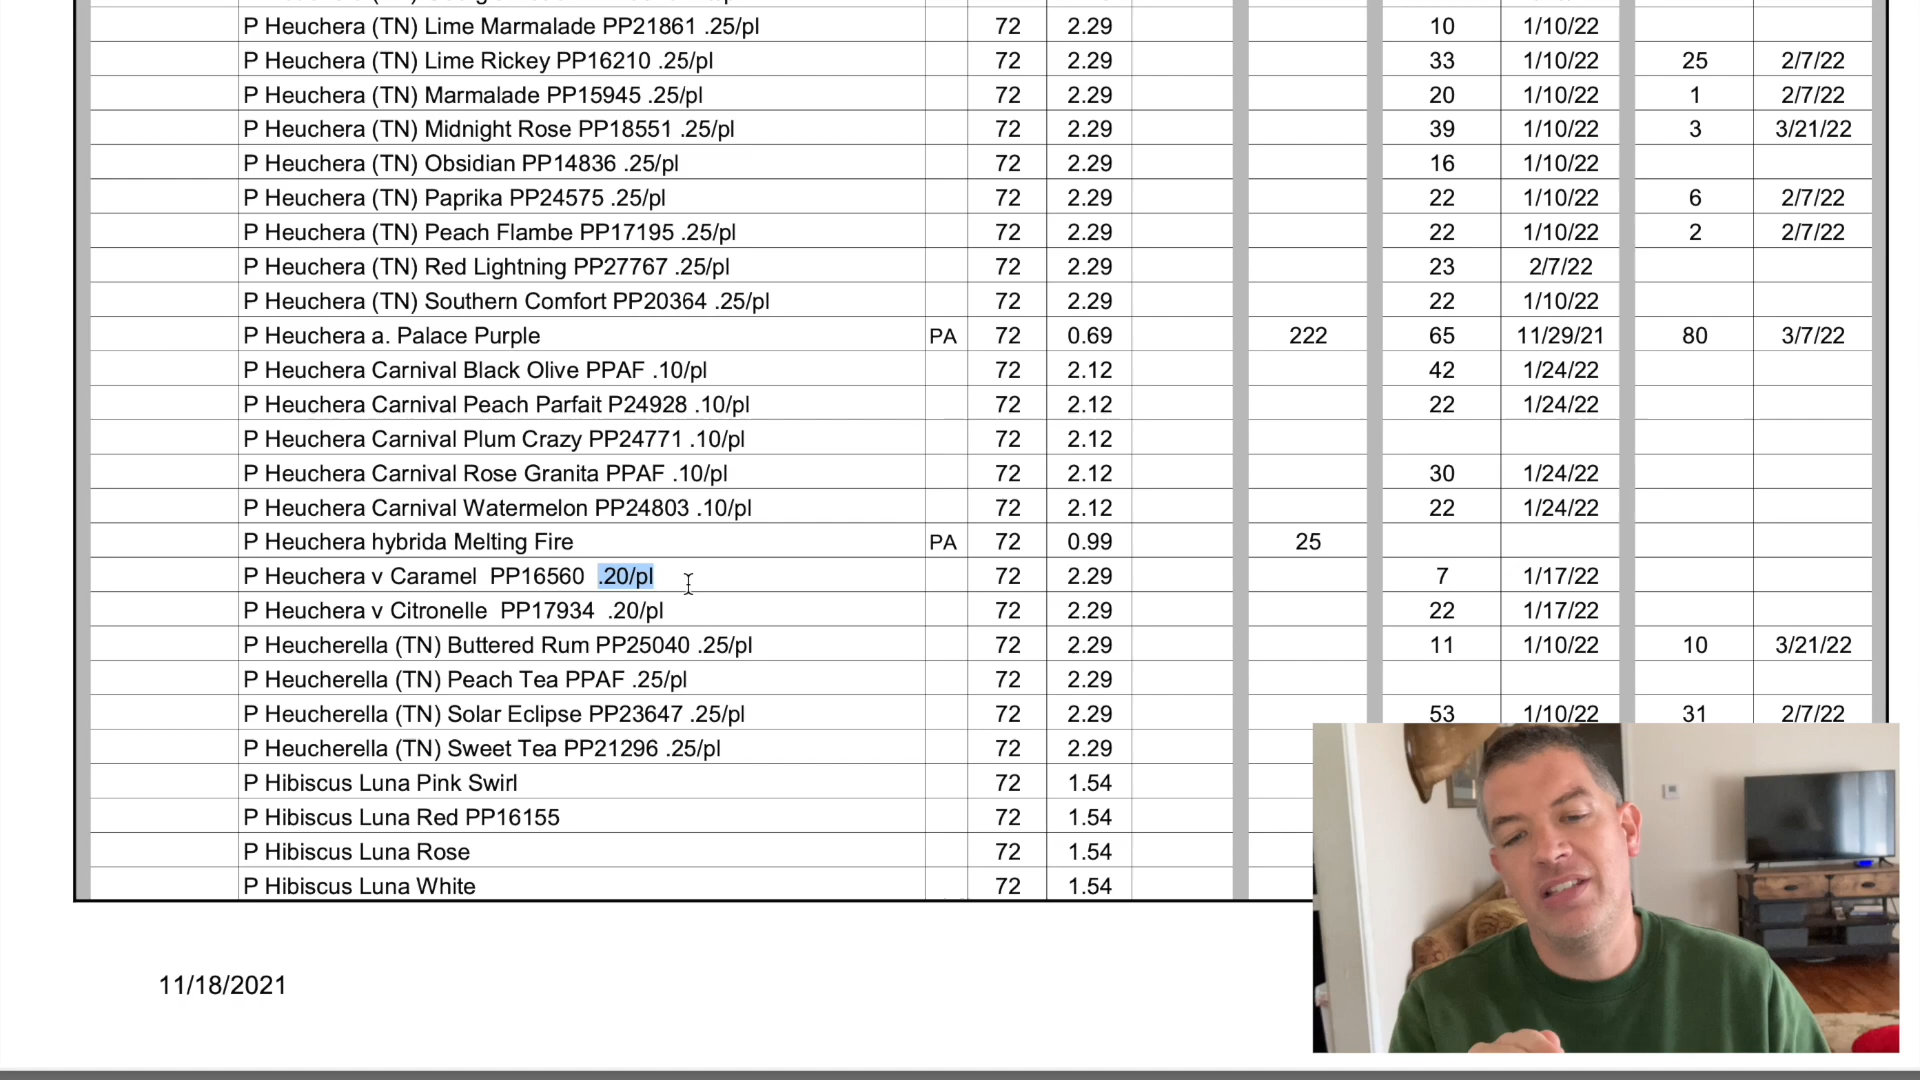 P Heuchera (TN) Lime Marmalade PP21861 .25/pl 72 2.29 10 1/10/22
P Heuchera (TN) Lime Rickey PP16210 .25/pl 72 2.29 33 1/10/22 25 2/7/22
P Heuchera (TN) Marmalade PP15945 .25/pl 72 2.29 20 1/10/22 1 2/7/22
P Heuchera (TN) Midnight Rose PP18551 .25/pl 72 2.29 39 1/10/22 3 3/21/22
P Heuchera (TN) Obsidian PP14836 .25/pl 72 2.29 16 1/10/22
P Heuchera (TN) Paprika PP24575 .25/pl 72 2.29 22 1/10/22 6 2/7/22
P Heuchera (TN) Peach Flambe PP17195 .25/pl 72 2.29 22 1/10/22 2 2/7/22
P Heuchera (TN) Red Lightning PP27767 .25/pl 72 2.29 23 2/7/22
P Heuchera (TN) Southern Comfort PP20364 .25/pl 72 2.29 22 1/10/22
P Heuchera a. Palace Purple PA 72 0.69 222 65 11/29/21 80 3/7/22
P Heuchera Carnival Black Olive PPAF .10/pl 72 2.12 42 1/24/22
P Heuchera Carnival Peach Parfait P24928 .10/pl 72 2.12 22 1/24/22
P Heuchera Carnival Plum Crazy PP24771 .10/pl 72 2.12
P Heuchera Carnival Rose Granita PPAF .10/pl 72 2.12 30 1/24/22
P Heuchera Carnival Watermelon PP24803 .10/pl 72 2.12 22 1/24/22
P Heuchera hybrida Melting Fire PA 72 0.99 25
P Heuchera v Caramel PP16560 .20/pl 72 2.29 7 1/17/22
P Heuchera v Citronelle PP17934 .20/pl 72 2.29 22 1/17/22
P Heucherella (TN) Buttered Rum PP25040 .25/pl 72 2.29 11 1/10/22 10 3/21/22
P Heucherella (TN) Peach Tea PPAF .25/pl 72 2.29
P Heucherella (TN) Solar Eclipse PP23647 .25/pl 72 2.29 53 1/10/22 31 2/7/22
P Heucherella (TN) Sweet Tea PP21296 .25/pl 72 2.29
P Hibiscus Luna Pink Swirl 72 1.54
P Hibiscus Luna Red PP16155 72 1.54
P Hibiscus Luna Rose 72 1.54
P Hibiscus Luna White 72 1.54
11/18/2021